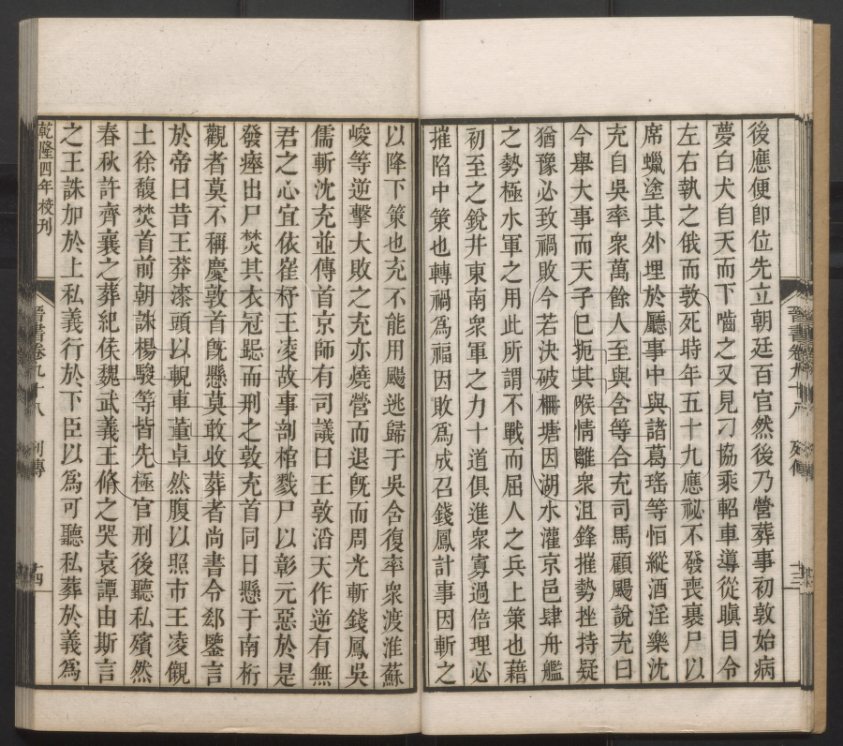 後應便卽位先立朝廷百官然後乃營葬事初敦始病
夢白犬自天而下嚙之又見刁協乘軺車導從瞋目令
左右執之俄而敦死時年五十九應祕不發喪裹尸以
席蠟塗其外埋於廳事中與諸葛瑤等恒縱酒淫樂沈
充自吳率衆萬餘人至與含等合充司馬顧颺說充曰
今舉大事而天子已扼其喉情離衆沮鋒摧勢挫持疑
猶豫必致禍敗今若決破柵塘因湖水灌京邑肆舟艦
之勢極水軍之用此所謂不戰而屈人之兵上策也藉
初至之銳并東南衆軍之力十道俱進衆寡過倍理必
摧陷中策也轉禍爲福因敗爲成召錢鳳計事因斬之
晉書卷九十八 列傳 十三
以降下策也充不能用颺逃歸于吳含復率衆渡淮蘇
峻等逆擊大敗之充亦燒營而退旣而周光斬錢鳳吳
儒斬沈充並傳首京師有司議曰王敦滔天作逆有無
君之心宜依崔杼王凌故事剖棺戮尸以彰元惡於是
發瘞出尸焚其衣冠跽而刑之敦充首同日懸于南桁
觀者莫不稱慶敦首旣懸莫敢收葬者尚書令郗鑒言
於帝曰昔王莽漆頭以輗車董卓然腹以照市王凌儭
土徐馥焚首前朝誅楊駿等皆先極官刑後聽私殯然
春秋許齊襄之葬紀侯魏武義王脩之哭袁譚由斯言
之王誅加於上私義行於下臣以爲可聽私葬於義爲
乾隆四年校刊
晉書卷九十八 列傳 十四